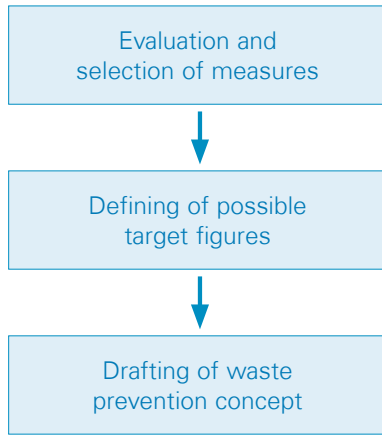 Evaluation and
selection of measures
Defining of possible
target figures
Drafting of waste
prevention concept